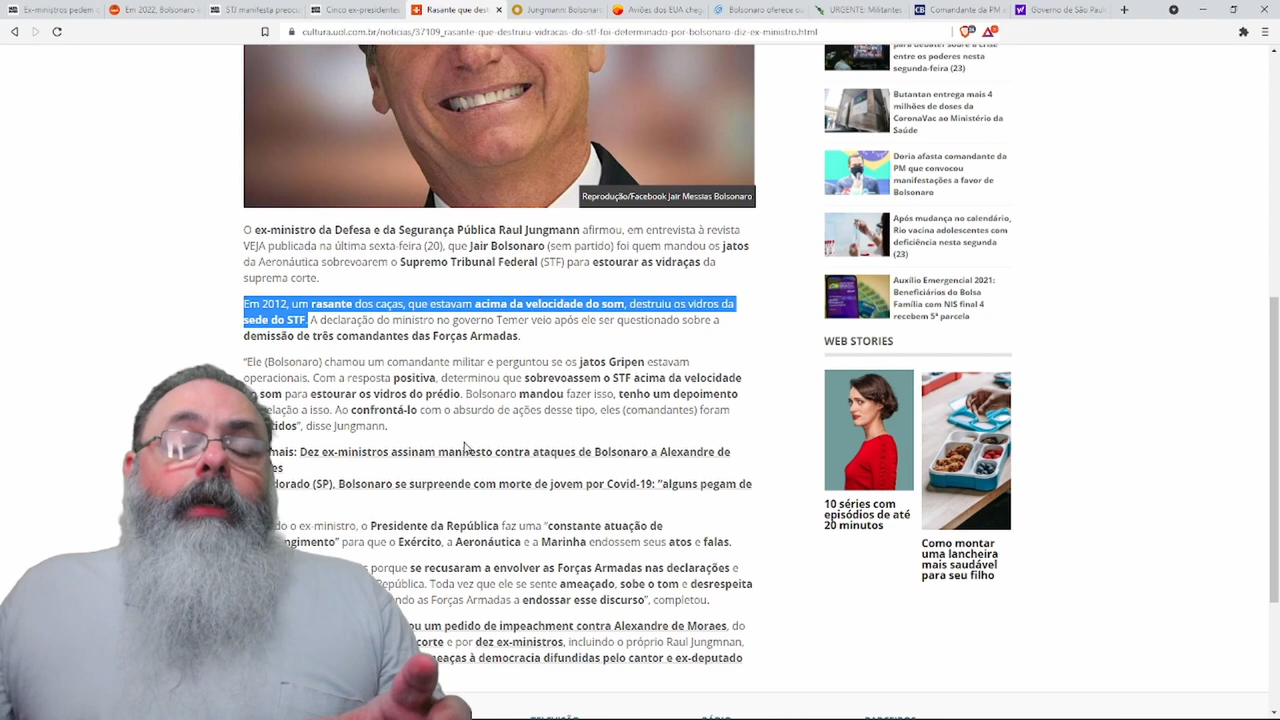 Ex-ministros pedem
Em 2022, Bolsonar
STJ manifesta preocu
Cinco ex-presidentes
Rasante que dest
Jungmann: Bolsonaro
Aviões dos EUA cheg
Bolsonaro oferece su
URGENTE: Militantes
Comandante da PM
Governo de São Paul
cultura.uol.com.br/noticias/37109_rasante-que-destruiu-vidracas-do-stf-foi-determinado-por-bolsonaro-diz-ex-ministro.html
Reprodução/Facebook Jair Messias Bolsonaro
O ex-ministro da Defesa e da Segurança Pública Raul Jungmann afirmou, em entrevista à revista
VEJA publicada na última sexta-feira (20), que Jair Bolsonaro (sem partido) foi quem mandou os jatos
da Aeronáutica sobrevoarem o Supremo Tribunal Federal (STF) para estourar as vidraças da
suprema corte.
Em 2012, um rasante dos caças, que estavam acima da velocidade do som, destruiu os vidros da
sede do STF. A declaração do ministro no governo Temer veio após ele ser questionado sobre a
demissão de três comandantes das Forças Armadas.
“Ele (Bolsonaro) chamou um comandante militar e perguntou se os jatos Gripen estavam
operacionais. Com a resposta positiva, determinou que sobrevoassem o STF acima da velocidade
som para estourar os vidros do prédio. Bolsonaro mandou fazer isso, tenho um depoimento
elação a isso. Ao confrontá-lo com o absurdo de ações desse tipo, eles (comandantes) foram
idos”, disse Jungmann.
mais: Dez ex-ministros assinam manifesto contra ataques de Bolsonaro a Alexandre de
es
dorado (SP), Bolsonaro se surpreende com morte de jovem por Covid-19: “alguns pegam de
do o ex-ministro, o Presidente da República faz uma “constante atuação de
ngimento” para que o Exército, a Aeronáutica e a Marinha endossem seus atos e falas.
porque se recusaram a envolver as Forças Armadas nas declarações e
República. Toda vez que ele se sente ameaçado, sobe o tom e desrespeita
ndo as Forças Armadas a endossar esse discurso”, completou.
ou um pedido de impeachment contra Alexandre de Moraes, do
corte e por dez ex-ministros, incluindo o próprio Raul Jungmnan,
meaças à democracia difundidas pelo cantor e ex-deputado
para debater sobre a crise
entre os poderes nesta
segunda-feira (23)
Butantan entrega mais 4
milhões de doses da
CoronaVac ao Ministério da
Saúde
Doria afasta comandante da
PM que convocou
manifestações a favor de
Bolsonaro
Após mudança no calendário,
Rio vacina adolescentes com
deficiência nesta segunda
(23)
Auxílio Emergencial 2021:
Beneficiários do Bolsa
Família com NIS final 4
recebem 5ª parcela
WEB STORIES
10 séries com
episódios de até
20 minutos
Como montar
uma lancheira
mais saudável
para seu filho
TELEVISÃO
RÁDIO
PARCEIROS